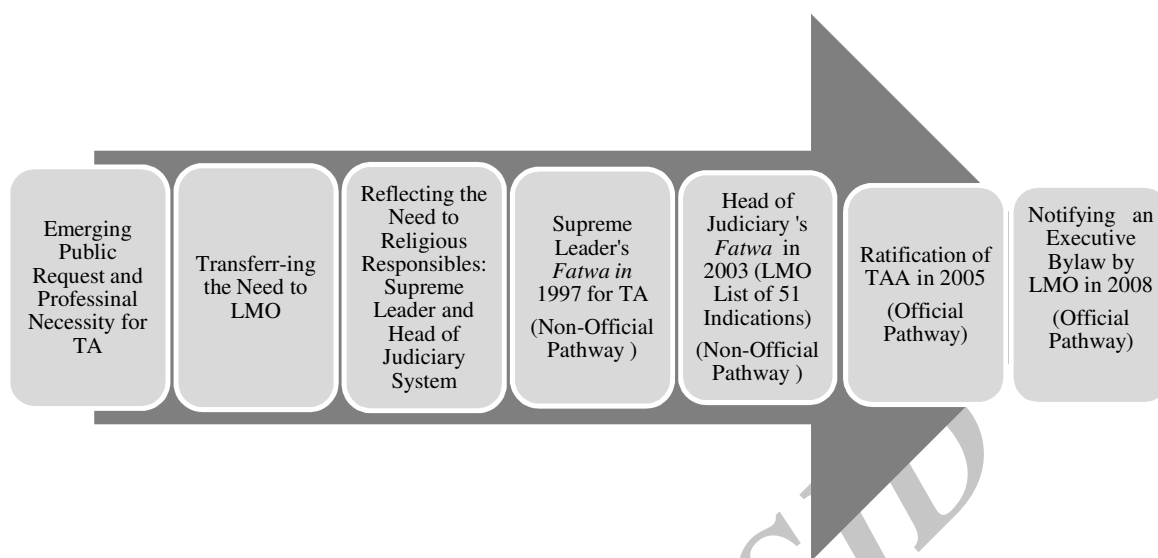 Emerging
Public
Request and
Professinal
Necessity for
TA
Transferr-ing
the Need to
LMO
Reflecting the
Need to
Religious
Responsibles:
Supreme
Leader and
Head of
Judiciary
System
Supreme
Leader's
Fatwa in
1997 for TA
(Non-Official
Pathway )
Head of
Judiciary 's
Fatwa in
2003 (LMO
List of 51
Indications)
(Non-Official
Pathway )
Ratification of
TAA in 2005
(Official
Pathway)
Notifying an
Executive
Bylaw by
LMO in 2008
(Official
Pathway)